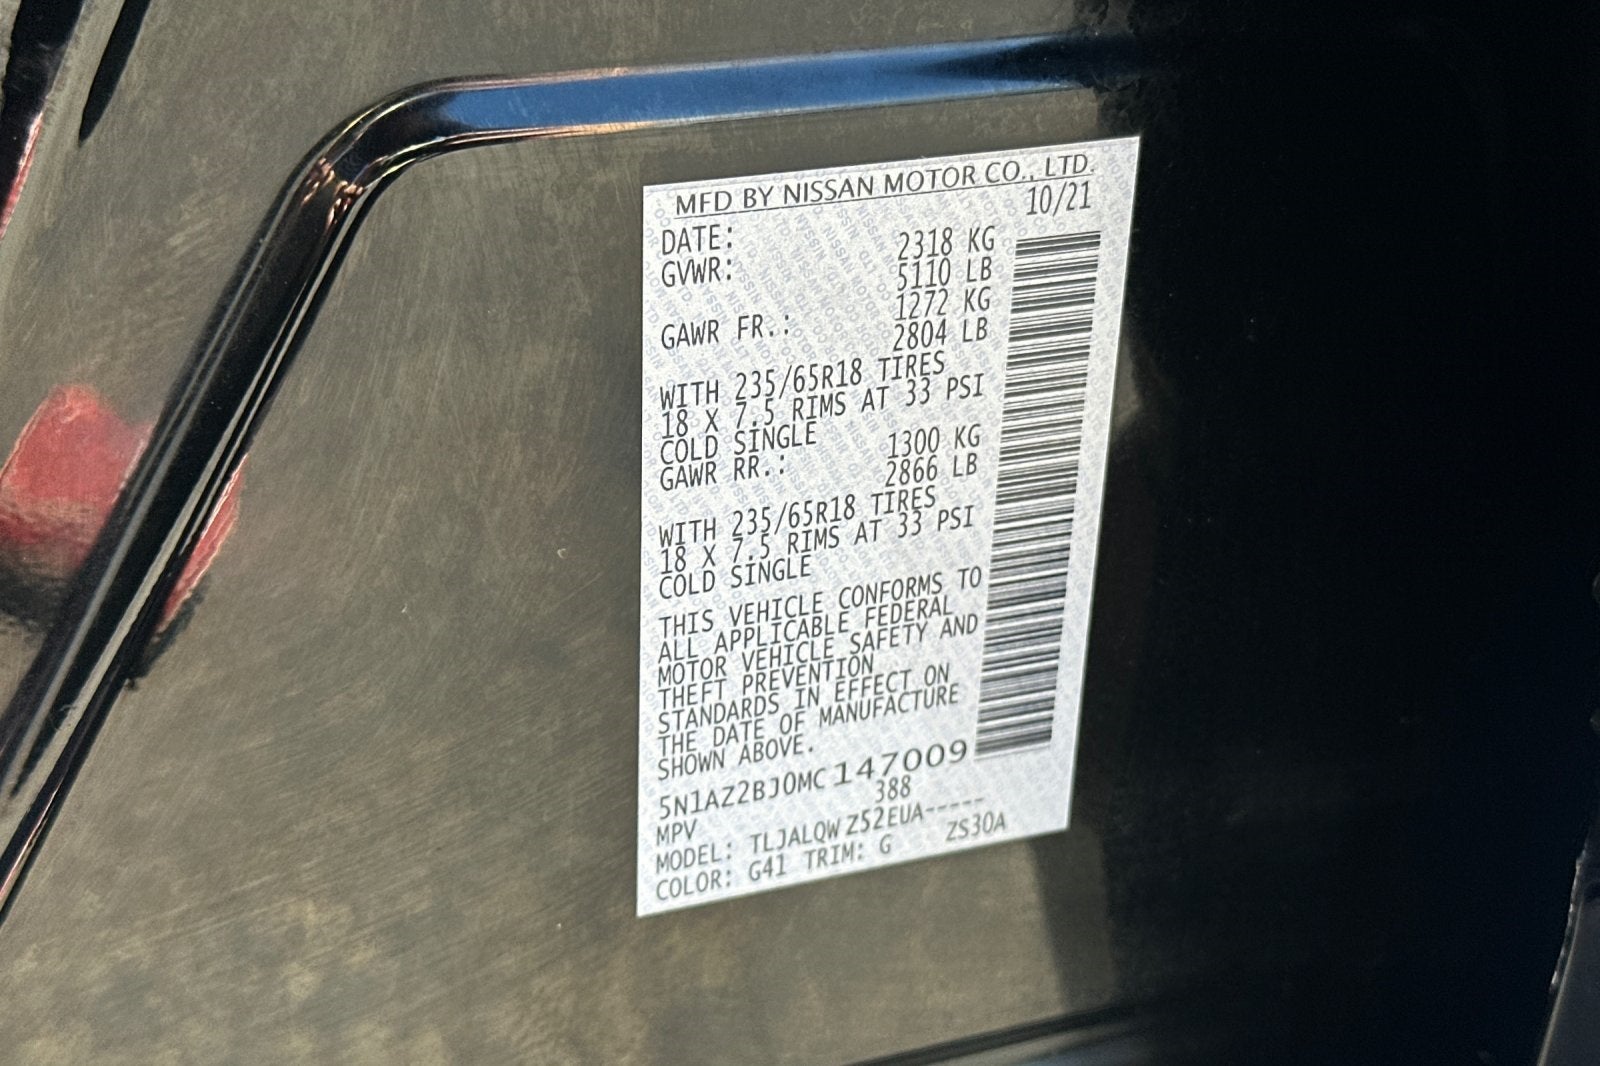 MFD BY NISSAN MOTOR CO., LTD.
DATE: 10/21
GVWR: 2318 KG
5110 LB
GAWR FR.: 1272 KG
2804 LB
WITH 235/65R18 TIRES
18 X 7.5 RIMS AT 33 PSI
COLD SINGLE
GAWR RR.: 1300 KG
2866 LB
WITH 235/65R18 TIRES
18 X 7.5 RIMS AT 33 PSI
COLD SINGLE
THIS VEHICLE CONFORMS TO
ALL APPLICABLE FEDERAL
MOTOR VEHICLE SAFETY AND
THEFT PREVENTION
STANDARDS IN EFFECT ON
THE DATE OF MANUFACTURE
SHOWN ABOVE.
5N1AZ2BJ0MC147009
MPV 388
MODEL: TLJALQWZ52EUA-----
COLOR: G41 TRIM: G ZS30A